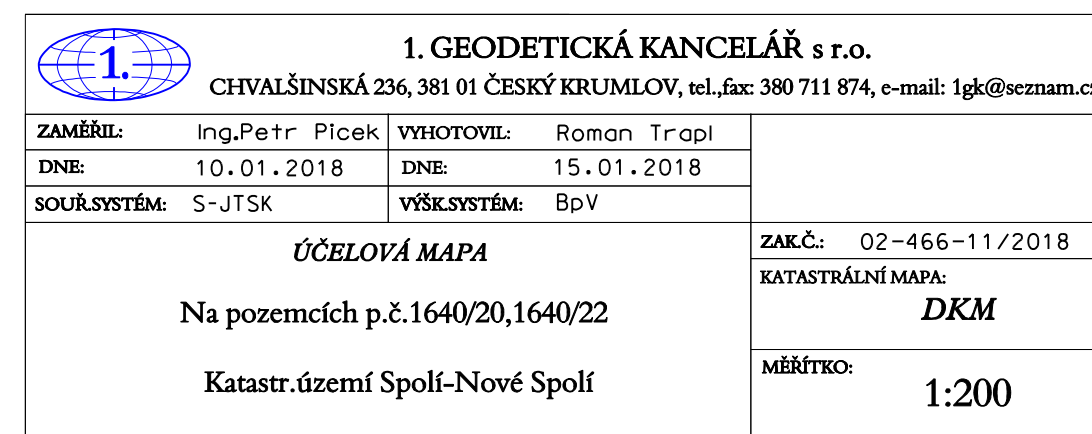 1.
1. GEODETICKÁ KANCELÁŘ s r.o.
CHVALŠINSKÁ 236, 381 01 ČESKÝ KRUMLOV, tel.,fax: 380 711 874, e-mail:
ZAMĚŘIL: Ing.Petr Picek VYHOTOVIL: Roman Trapl
DNE: 10.01.2018 DNE: 15.01.2018
SOUŘ.SYSTÉM: S-JTSK VÝŠK.SYSTÉM: BpV
ÚČELOVÁ MAPA
Na pozemcích p.č.1640/20,1640/22
Katastr.území Spolí-Nové Spolí
ZAK.Č.: 02-466-11/2018
KATASTRÁLNÍ MAPA:
DKM
MĚŘÍTKO:
1:200